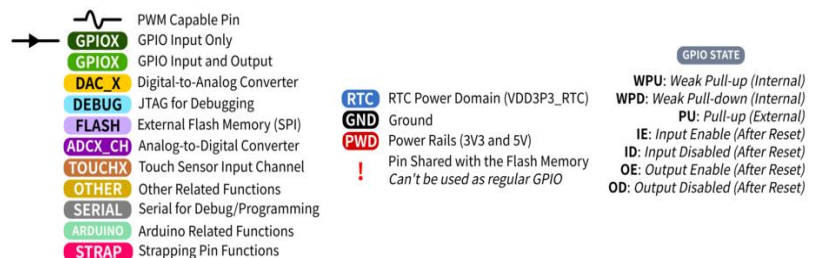 PWM Capable Pin
GPIOX GPIO Input Only
GPIOX GPIO Input and Output
DAC_X Digital-to-Analog Converter
DEBUG JTAG for Debugging
FLASH External Flash Memory (SPI)
ADCX_CH Analog-to-Digital Converter
TOUCHX Touch Sensor Input Channel
OTHER Other Related Functions
SERIAL Serial for Debug/Programming
ARDUINO Arduino Related Functions
STRAP Strapping Pin Functions
RTC RTC Power Domain (VDD3P3_RTC)
GND Ground
PWD Power Rails (3V3 and 5V)
! Pin Shared with the Flash Memory
Can't be used as regular GPIO
GPIO STATE
WPU: Weak Pull-up (Internal)
WPD: Weak Pull-down (Internal)
PU: Pull-up (External)
IE: Input Enable (After Reset)
ID: Input Disabled (After Reset)
OE: Output Enable (After Reset)
OD: Output Disabled (After Reset)